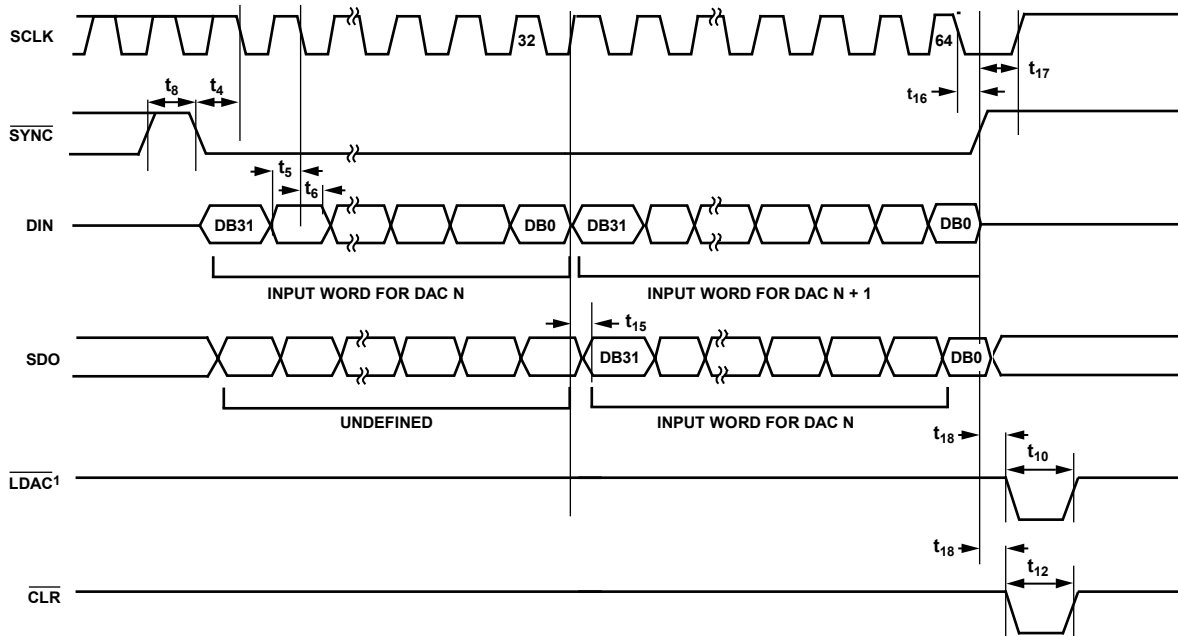 SCLK
32
64
t17
t16
t8
t4
SYNC
t5
t6
DIN
DB31
DB0
DB31
DB0
INPUT WORD FOR DAC N
INPUT WORD FOR DAC N + 1
t15
SDO
DB31
DB0
UNDEFINED
INPUT WORD FOR DAC N
t18
t10
LDAC1
t18
t12
CLR